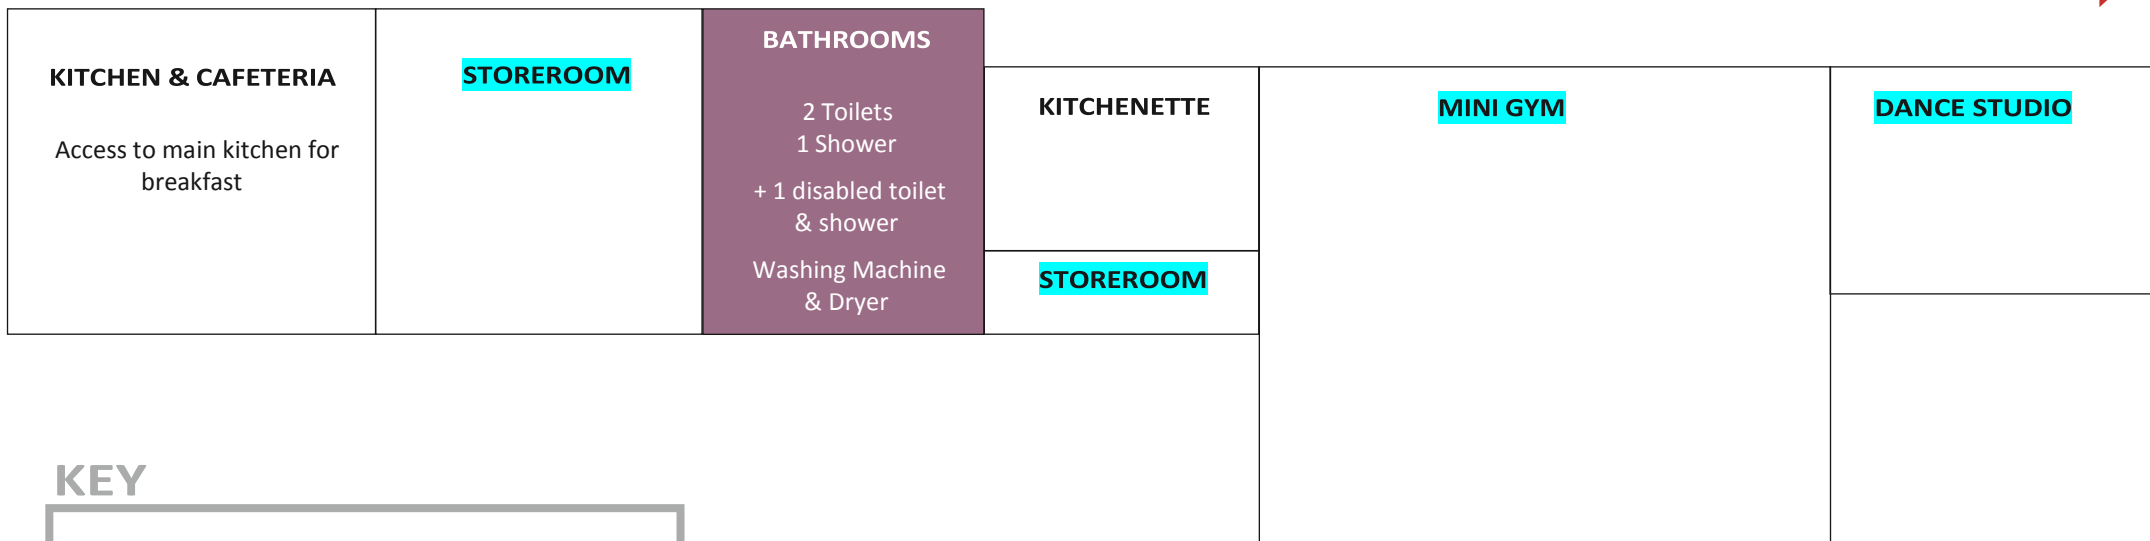 KITCHEN & CAFETERIA
Access to main kitchen for
breakfast
STOREROOM
BATHROOMS
2 Toilets
1 Shower
+ 1 disabled toilet
& shower
Washing Machine
& Dryer
KITCHENETTE
STOREROOM
MINI GYM
DANCE STUDIO
KEY